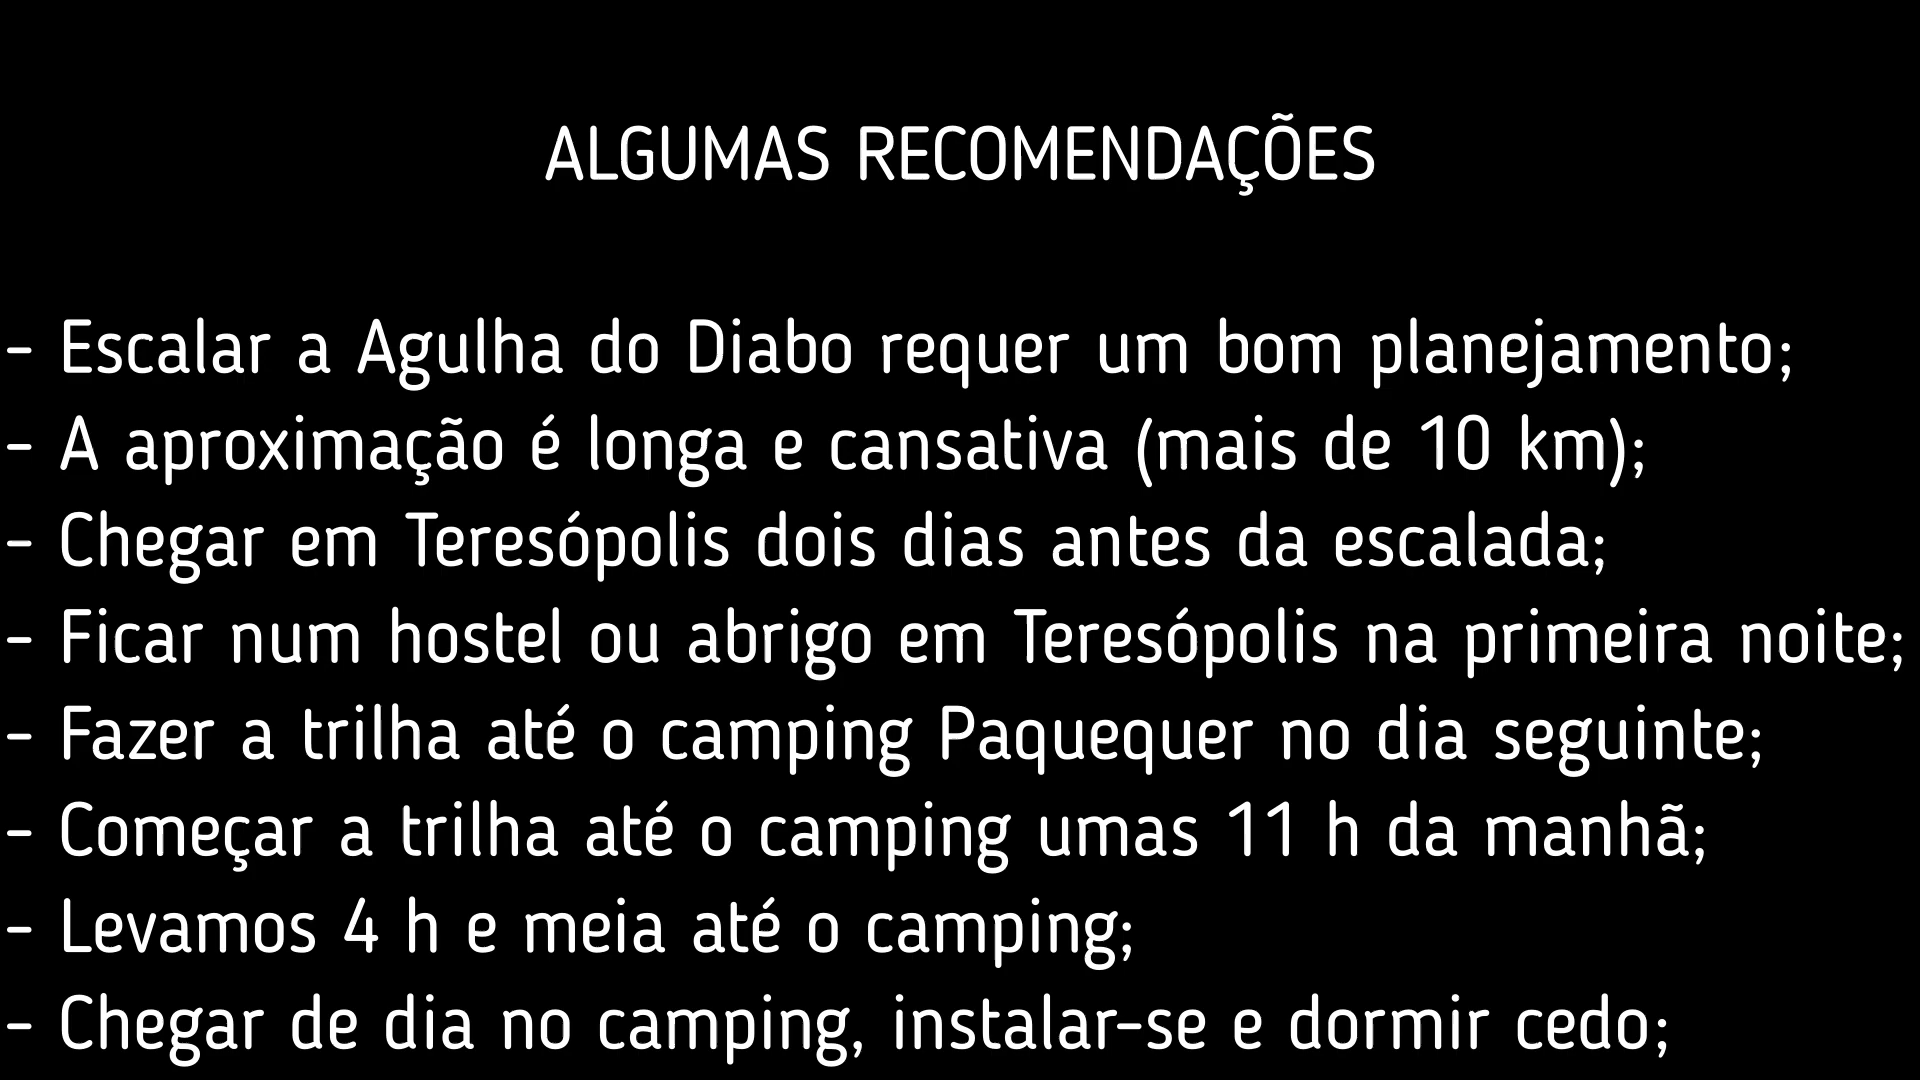 ALGUMAS RECOMENDAÇÕES
- Escalar a Agulha do Diabo requer um bom planejamento;
- A aproximação é longa e cansativa (mais de 10 km);
- Chegar em Teresópolis dois dias antes da escalada;
- Ficar num hostel ou abrigo em Teresópolis na primeira noite;
- Fazer a trilha até o camping Paquequer no dia seguinte;
- Começar a trilha até o camping umas 11 h da manhã;
- Levamos 4 h e meia até o camping;
- Chegar de dia no camping, instalar-se e dormir cedo;